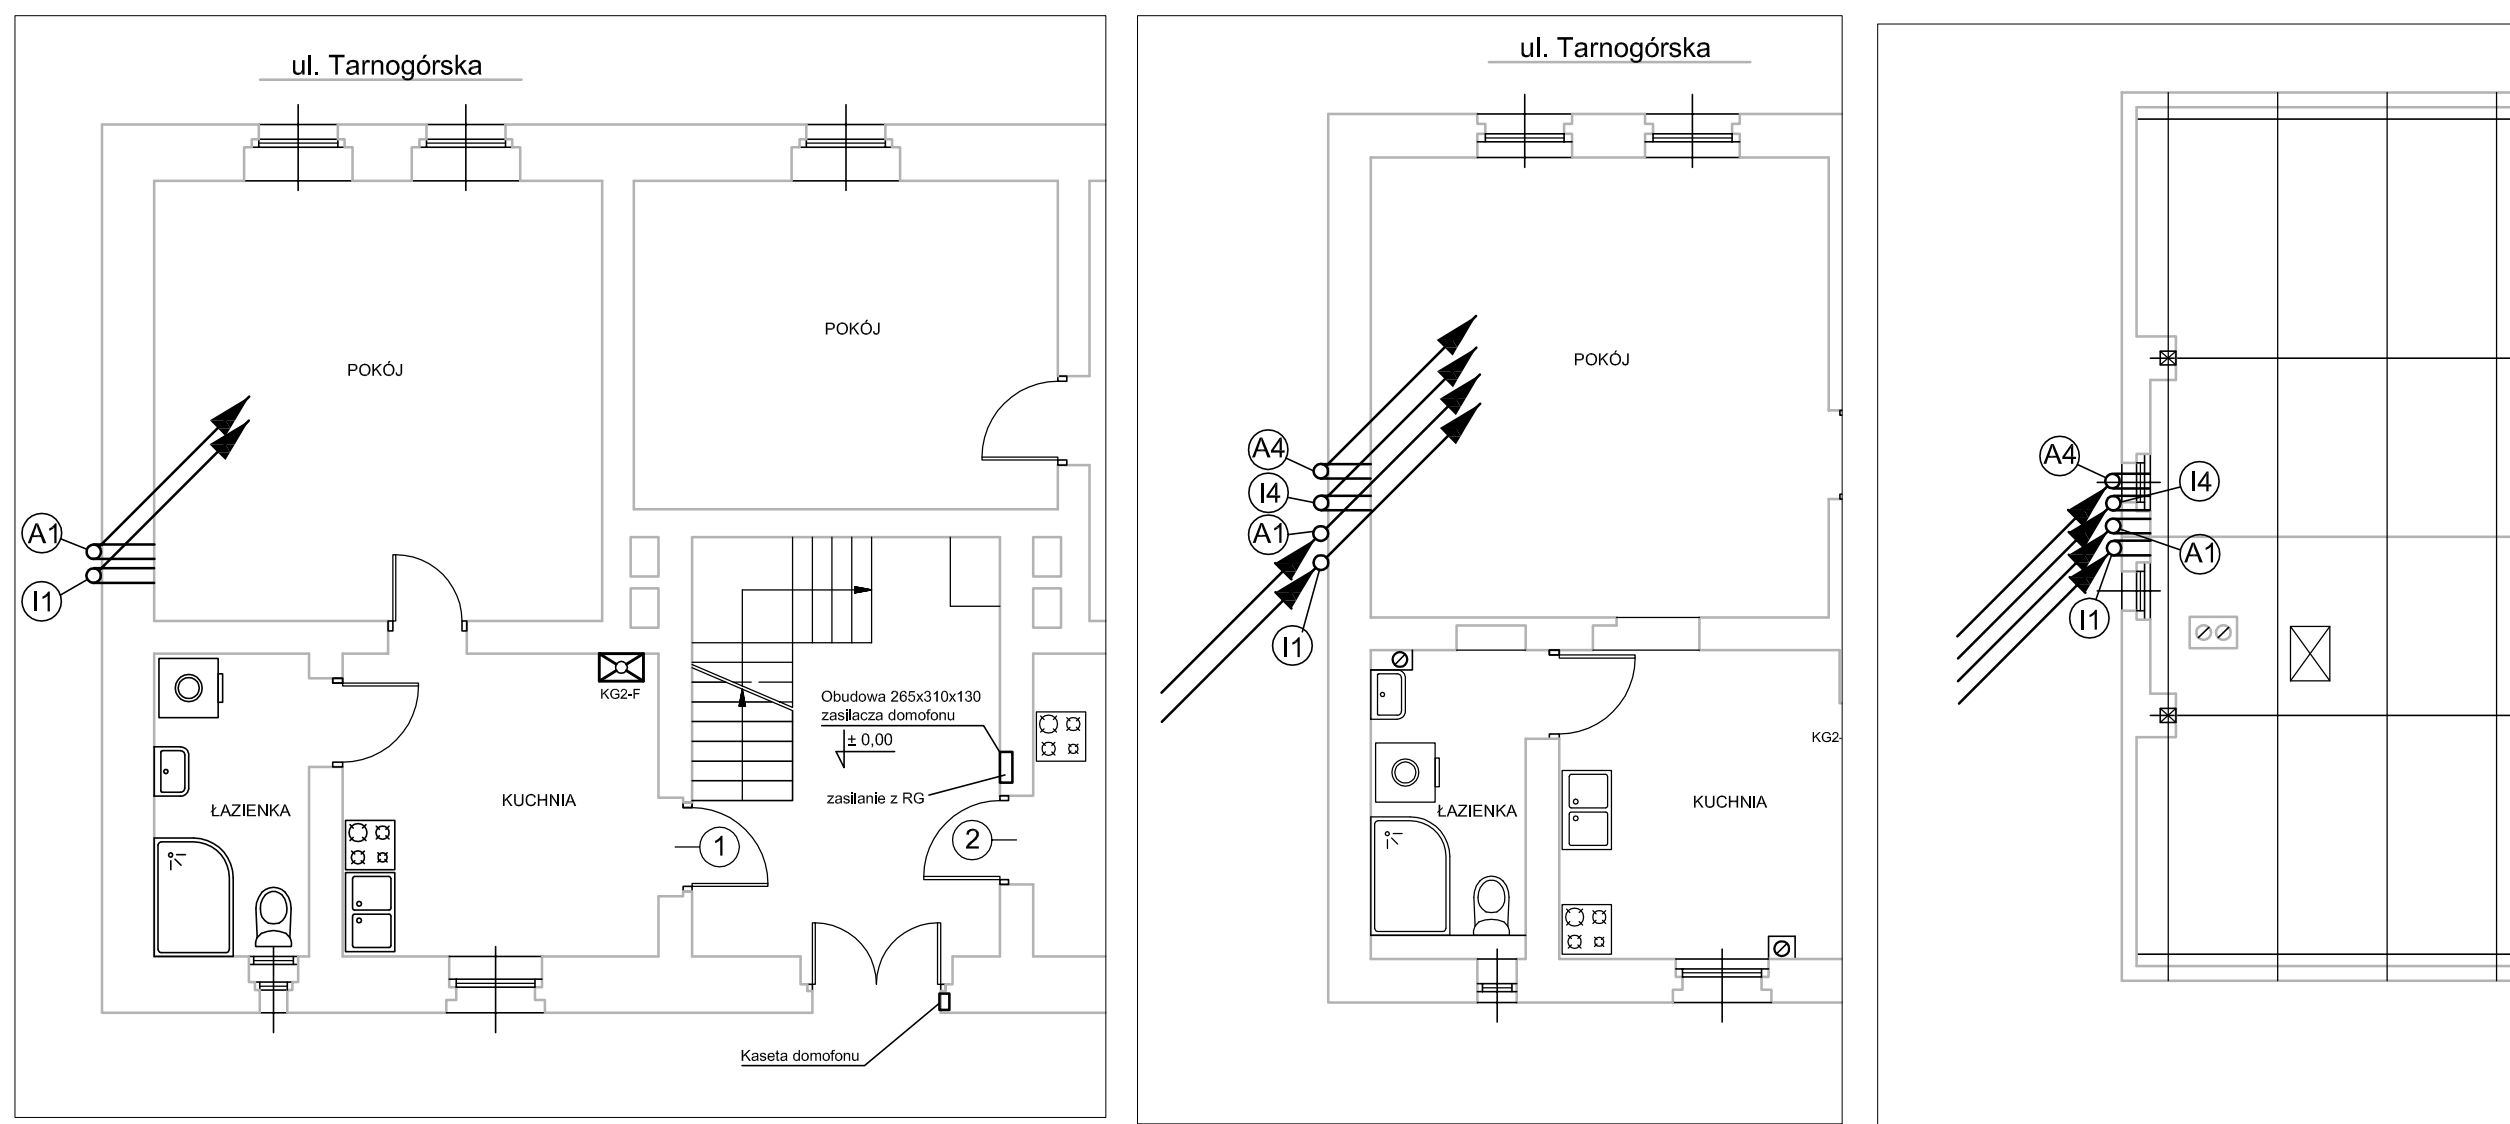 ul. Tarnogórska
POKÓJ
POKÓJ
A1
I1
KG2-F
Obudowa 265x310x130
zasilacza domofonu
± 0,00
zasilanie z RG
ŁAZIENKA
KUCHNIA
1
2
Kaseta domofonu
ul. Tarnogórska
POKÓJ
A4
I4
A1
I1
KG2-
ŁAZIENKA
KUCHNIA
A4
I4
A1
I1